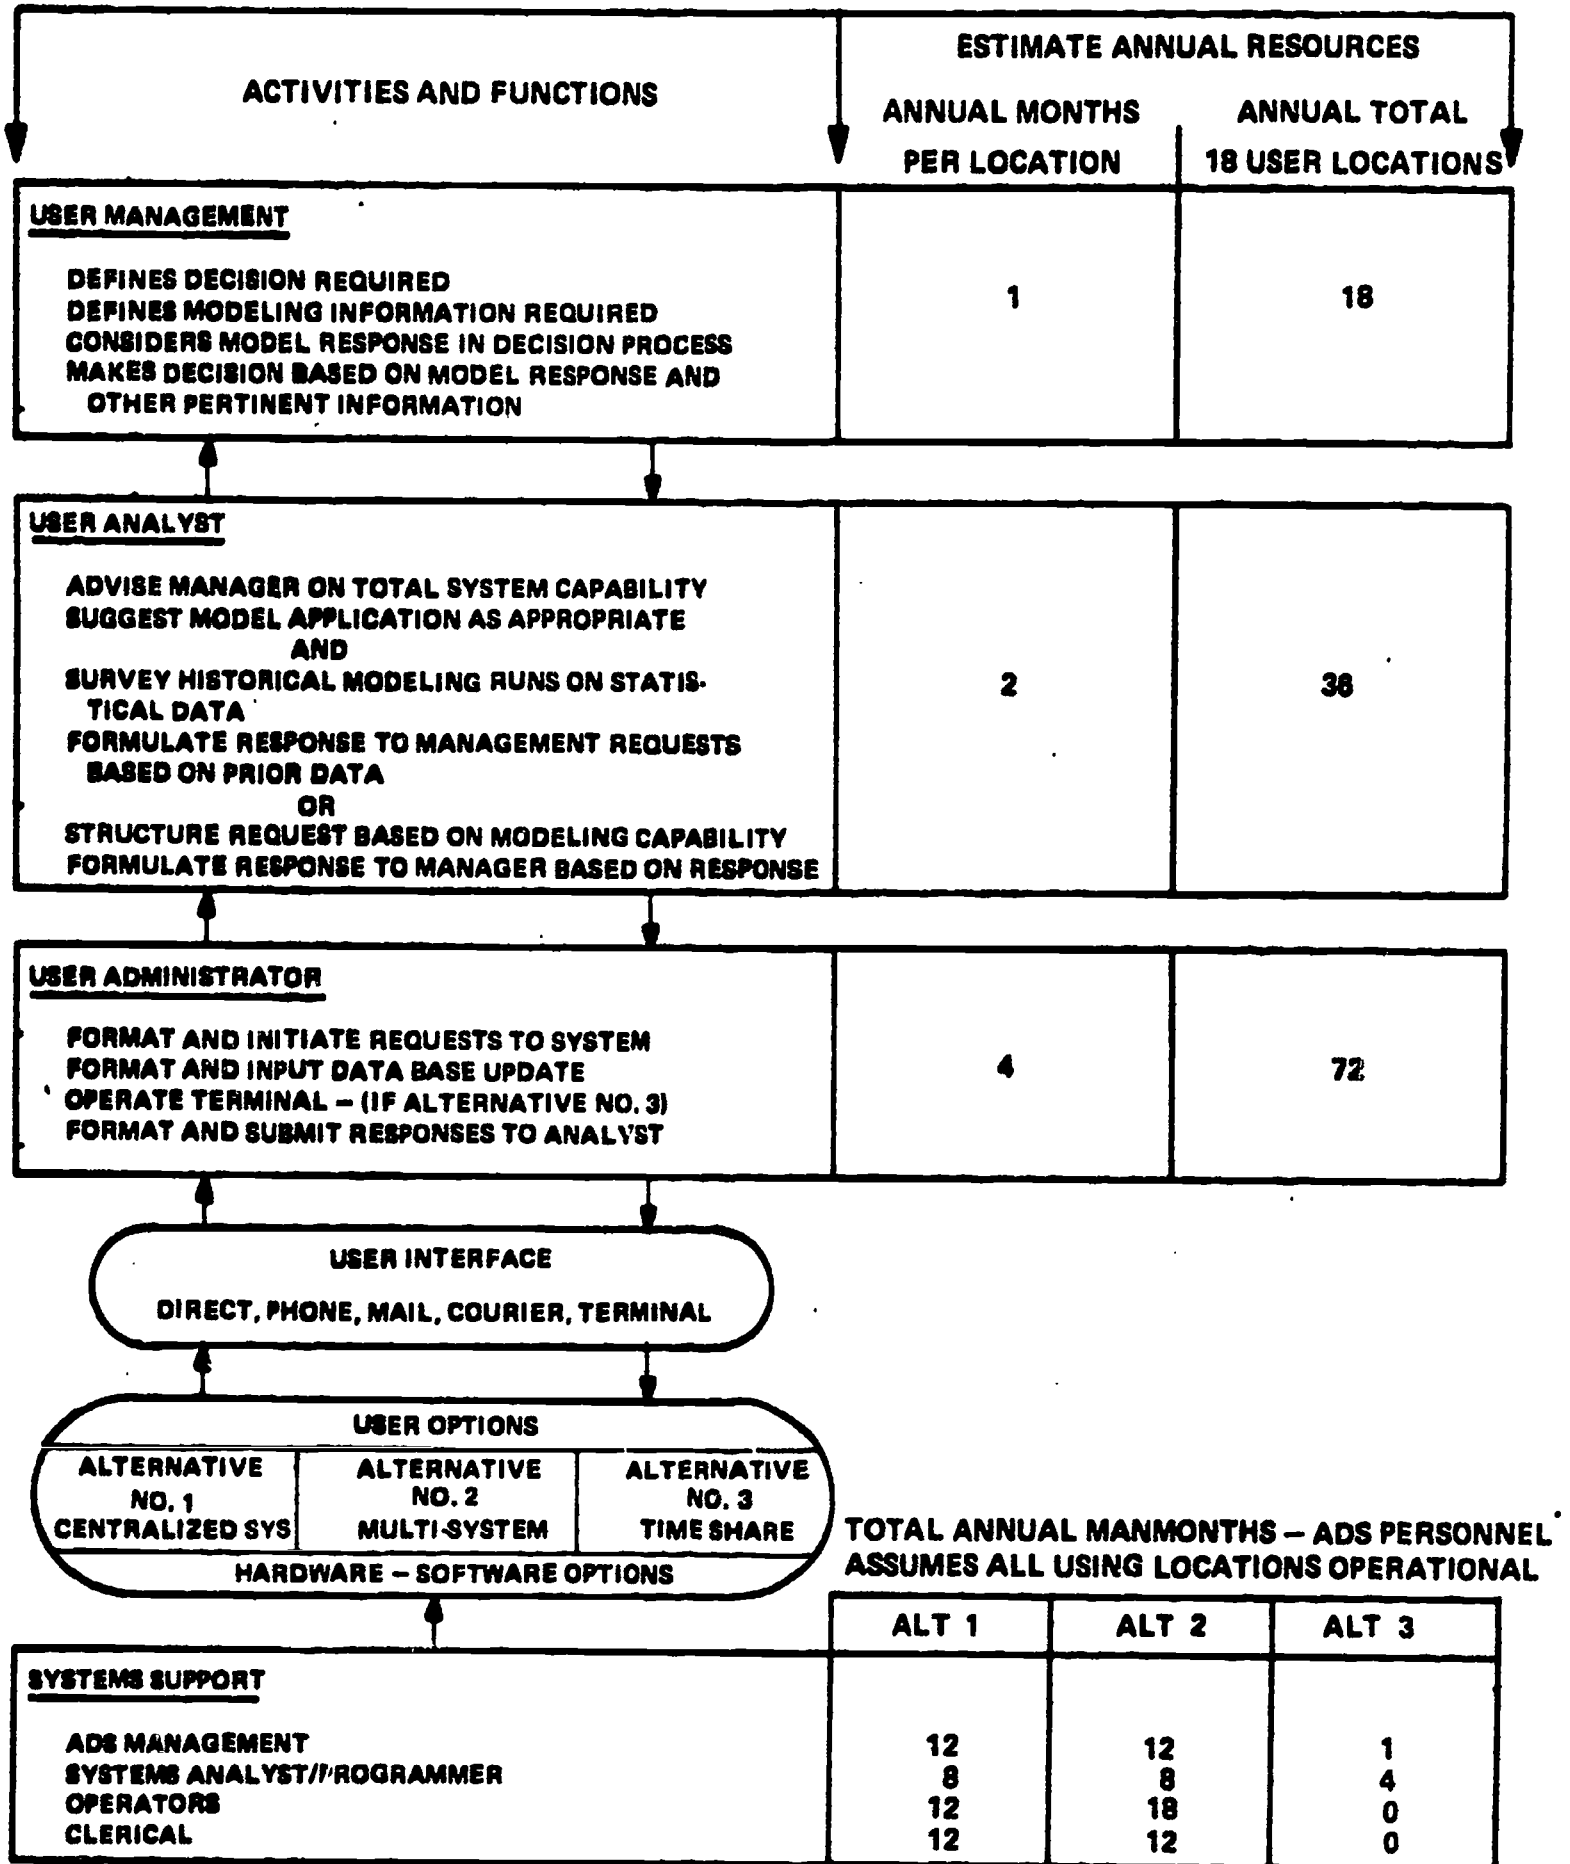 ESTIMATE ANNUAL RESOURCES
ACTIVITIES AND FUNCTIONS
ANNUAL MONTHS PER LOCATION
ANNUAL TOTAL 18 USER LOCATIONS
USER MANAGEMENT
DEFINES DECISION REQUIRED
DEFINES MODELING INFORMATION REQUIRED
CONSIDERS MODEL RESPONSE IN DECISION PROCESS
MAKES DECISION BASED ON MODEL RESPONSE AND
OTHER PERTINENT INFORMATION
1 18
USER ANALYST
ADVISE MANAGER ON TOTAL SYSTEM CAPABILITY
SUGGEST MODEL APPLICATION AS APPROPRIATE
AND
SURVEY HISTORICAL MODELING RUNS ON STATIS-
TICAL DATA
FORMULATE RESPONSE TO MANAGEMENT REQUESTS
BASED ON PRIOR DATA
OR
STRUCTURE REQUEST BASED ON MODELING CAPABILITY
FORMULATE RESPONSE TO MANAGER BASED ON RESPONSE
2 36
USER ADMINISTRATOR
FORMAT AND INITIATE REQUESTS TO SYSTEM
FORMAT AND INPUT DATA BASE UPDATE
OPERATE TERMINAL – (IF ALTERNATIVE NO. 3)
FORMAT AND SUBMIT RESPONSES TO ANALYST
4 72
USER INTERFACE
DIRECT, PHONE, MAIL, COURIER, TERMINAL
USER OPTIONS
ALTERNATIVE NO. 1 CENTRALIZED SYS
ALTERNATIVE NO. 2 MULTI-SYSTEM
ALTERNATIVE NO. 3 TIME SHARE
HARDWARE – SOFTWARE OPTIONS
TOTAL ANNUAL MANMONTHS – ADS PERSONNEL
ASSUMES ALL USING LOCATIONS OPERATIONAL
ALT 1 ALT 2 ALT 3
SYSTEMS SUPPORT
ADS MANAGEMENT 12 12 1
SYSTEMS ANALYST/PROGRAMMER 8 8 4
OPERATORS 12 18 0
CLERICAL 12 12 0